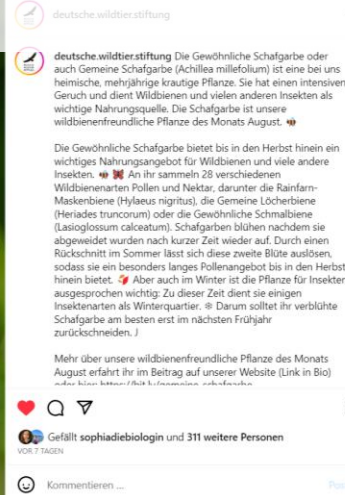 deutsche.wildtier.stiftung
deutsche.wildtier.stiftung Die Gewöhnliche Schafgarbe oder
auch Gemeine Schafgarbe (Achillea millefolium) ist eine bei uns
heimische, mehrjährige krautige Pflanze. Sie hat einen intensiven
Geruch und dient Wildbienen und vielen anderen Insekten als
wichtige Nahrungsquelle. Die Schafgarbe ist unsere
wildbienenfreundliche Pflanze des Monats August. 🐝
Die Gewöhnliche Schafgarbe bietet bis in den Herbst hinein ein
wichtiges Nahrungsangebot für Wildbienen und viele andere
Insekten. 🐝 🦋 An ihr sammeln 28 verschiedenen
Wildbienenarten Pollen und Nektar, darunter die Rainfarn-
Maskenbiene (Hylaeus nigritus), die Gemeine Löcherbiene
(Heriades truncorum) oder die Gewöhnliche Schmalbiene
(Lasioglossum calceatum). Schafgarben blühen nachdem sie
abgeweidet wurden nach kurzer Zeit wieder auf. Durch einen
Rückschnitt im Sommer lässt sich diese zweite Blüte auslösen,
sodass sie ein besonders langes Pollenangebot bis in den Herbst
hinein bietet. Aber auch im Winter ist die Pflanze für Insekten
ausgesprochen wichtig: Zu dieser Zeit dient sie einigen
Insektenarten als Winterquartier. ❄ Darum solltet ihr verblühte
Schafgarbe am besten erst im nächsten Frühjahr
zurückschneiden. J
Mehr über unsere wildbienenfreundliche Pflanze des Monats
August erfahrt ihr im Beitrag auf unserer Website (Link in Bio)
oder hier: https://bit.ly/gemeine-schafgarbe
Gefällt sophiadiebiologin und 311 weitere Personen
VOR 7 TAGEN
Kommentieren ...
Pos